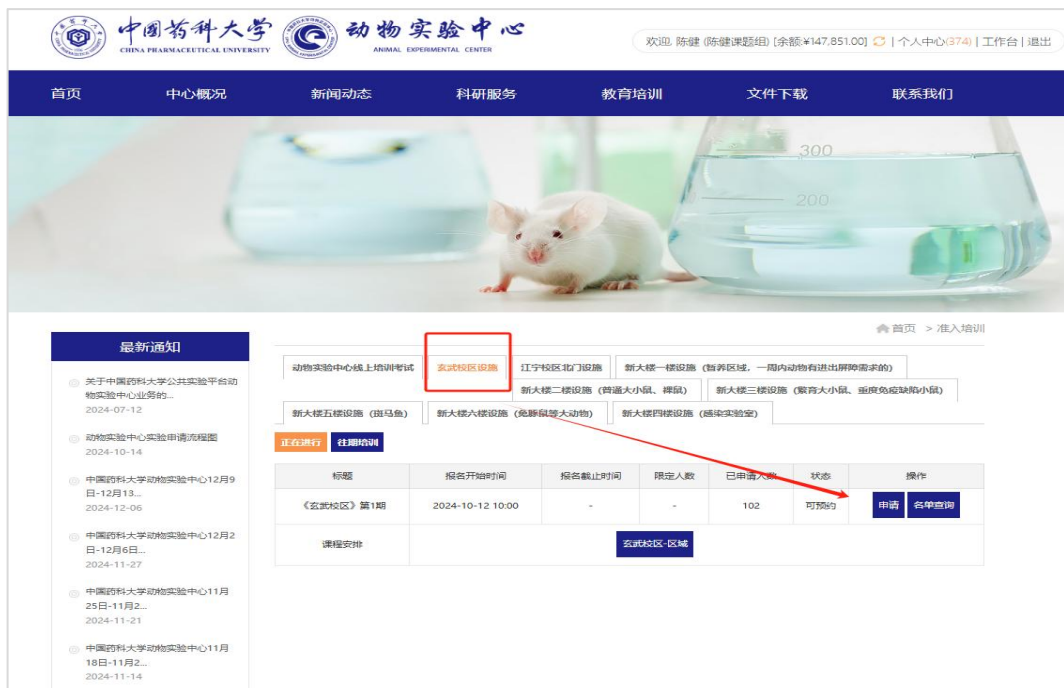 中国药科大学
CHINA PHARMACEUTICAL UNIVERSITY
动物实验中心
ANIMAL EXPERIMENTAL CENTER
欢迎, 陈健 (陈健课题组) [余额:¥147,851.00] | 个人中心(374) | 工作台 | 退出
首页 中心概况 新闻动态 科研服务 教育培训 文件下载 联系我们
300
200
首页 > 准入培训
最新通知
关于中国药科大学公共实验平台动
物实验中心业务的...
2024-07-12
动物实验中心实验申请流程图
2024-10-14
中国药科大学动物实验中心12月9
日-12月13...
2024-12-06
中国药科大学动物实验中心12月2
日-12月6日...
2024-11-27
中国药科大学动物实验中心11月
25日-11月2...
2024-11-21
中国药科大学动物实验中心11月
18日-11月2...
2024-11-14
动物实验中心线上培训考试 玄武校区设施 江宁校区北门设施 新大楼一楼设施 (暂养区域, 一周内动物有进出屏障需求的)
新大楼二楼设施 (普通大小鼠、裸鼠) 新大楼三楼设施 (繁育大小鼠、重度免疫缺陷小鼠)
新大楼五楼设施 (斑马鱼) 新大楼六楼设施 (兔豚鼠等大动物) 新大楼四楼设施 (感染实验室)
正在进行 往期培训
标题 报名开始时间 报名截止时间 限定人数 已申请人数 状态 操作
《玄武校区》第1期 2024-10-12 10:00 - - 102 可预约 申请 名单查询
课程安排 玄武校区-区域